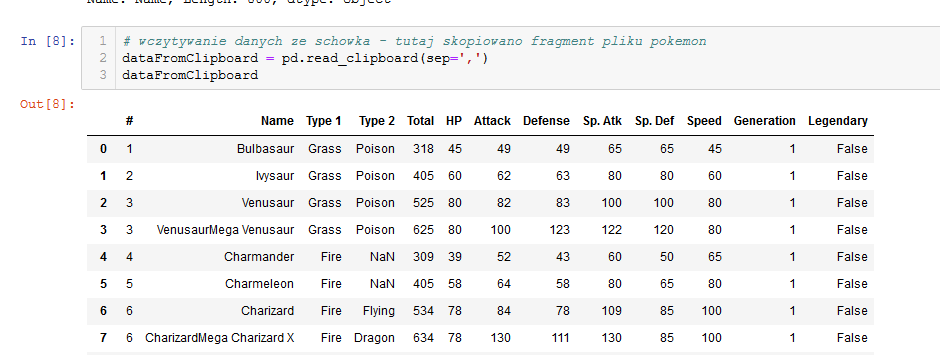 Name: Name, Length: 800, dtype: object
In [8]:
1 # wczytywanie danych ze schowka - tutaj skopiowano fragment pliku pokemon
2 dataFromClipboard = pd.read_clipboard(sep=',')
3 dataFromClipboard
Out[8]:
# Name Type 1 Type 2 Total HP Attack Defense Sp. Atk Sp. Def Speed Generation Legendary
0 1 Bulbasaur Grass Poison 318 45 49 49 65 65 45 1 False
1 2 Ivysaur Grass Poison 405 60 62 63 80 80 60 1 False
2 3 Venusaur Grass Poison 525 80 82 83 100 100 80 1 False
3 3 VenusaurMega Venusaur Grass Poison 625 80 100 123 122 120 80 1 False
4 4 Charmander Fire NaN 309 39 52 43 60 50 65 1 False
5 5 Charmeleon Fire NaN 405 58 64 58 80 65 80 1 False
6 6 Charizard Fire Flying 534 78 84 78 109 85 100 1 False
7 6 CharizardMega Charizard X Fire Dragon 634 78 130 111 130 85 100 1 False